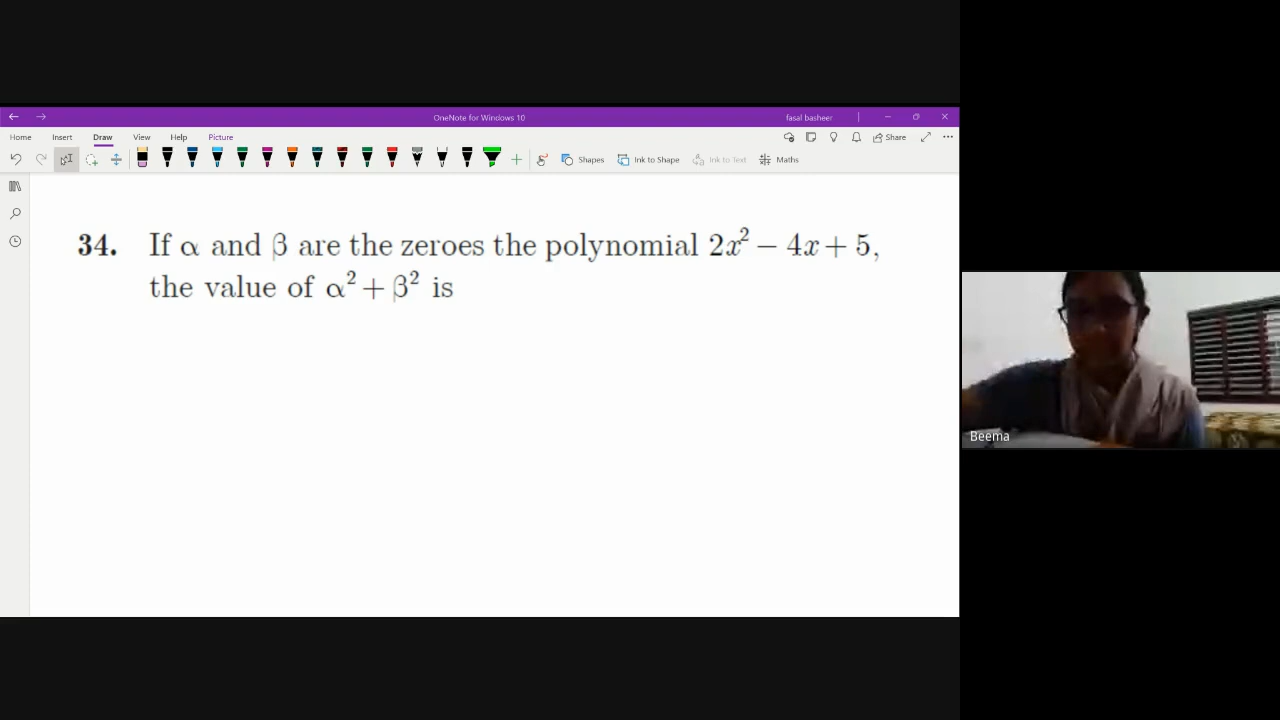 OneNote for Windows 10
fasal basheer
Home Insert Draw View Help Picture
Share
Shapes Ink to Shape Ink to Text Maths
34. If α and β are the zeroes the polynomial 2x² − 4x + 5,
the value of α² + β² is
Beema